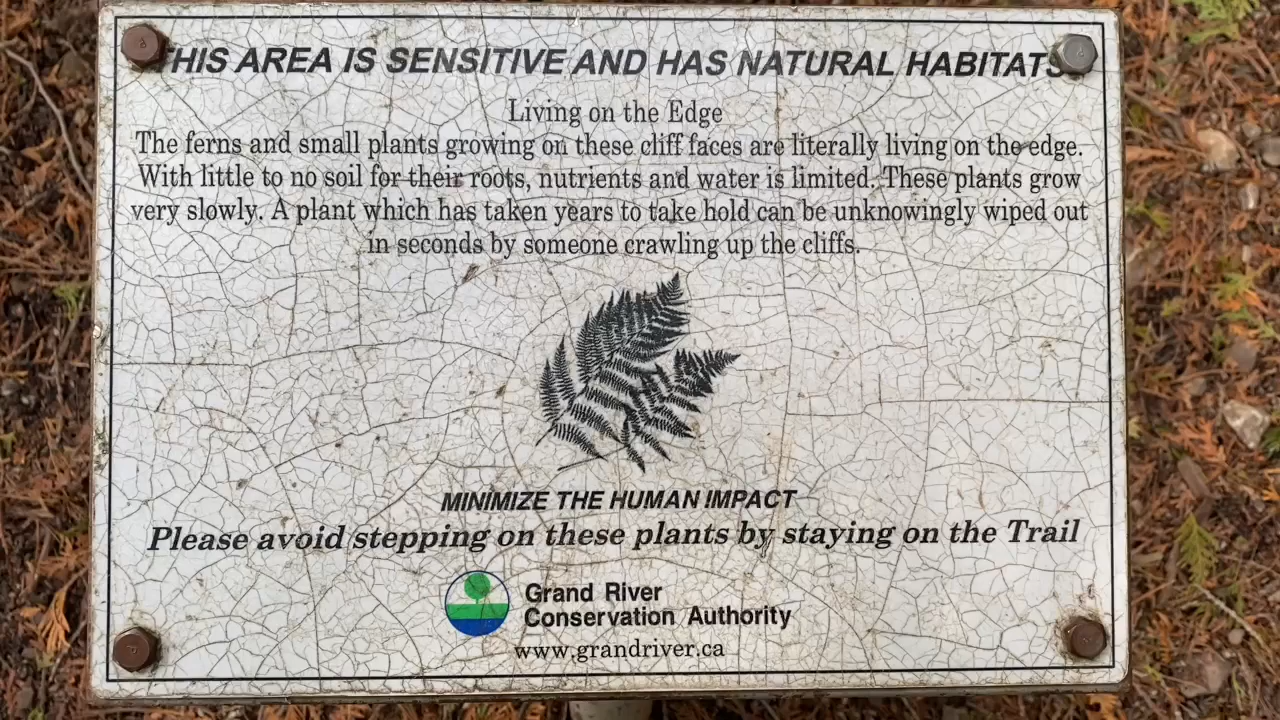 THIS AREA IS SENSITIVE AND HAS NATURAL HABITATS
Living on the Edge
The ferns and small plants growing on these cliff faces are literally living on the edge.
With little to no soil for their roots, nutrients and water is limited. These plants grow
very slowly. A plant which has taken years to take hold can be unknowingly wiped out
in seconds by someone crawling up the cliffs.
MINIMIZE THE HUMAN IMPACT
Please avoid stepping on these plants by staying on the Trail
Grand River
Conservation Authority
www.grandriver.ca